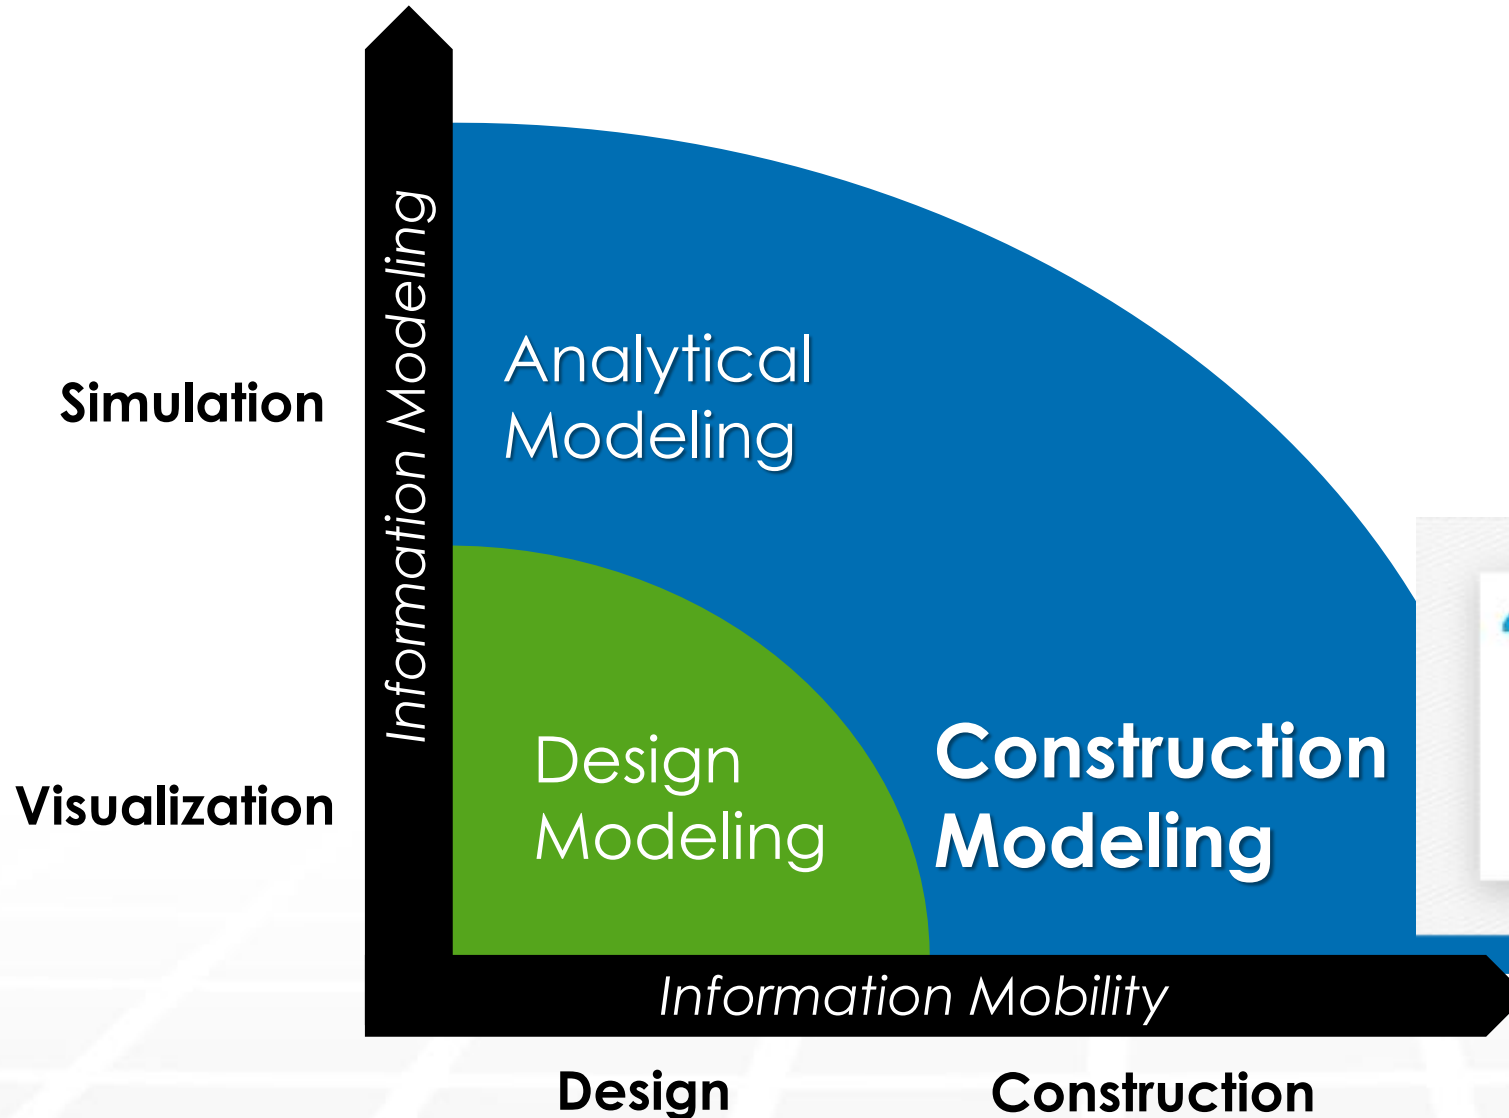 Information Modeling
Simulation
Analytical
Modeling
Visualization
Design
Modeling
Construction
Modeling
Information Mobility
Design
Construction